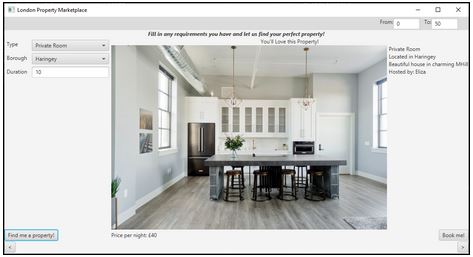 London Property Marketplace
From: 0 To: 50
Fill in any requirements you have and let us find your perfect property!
You'll Love this Property!
Type Private Room
Borough Haringey
Duration 10
Private Room
Located in Haringey
Beautiful house in charming MHill
Hosted by: Eliza
Find me a property!
Price per night: £40
Book me!
< >